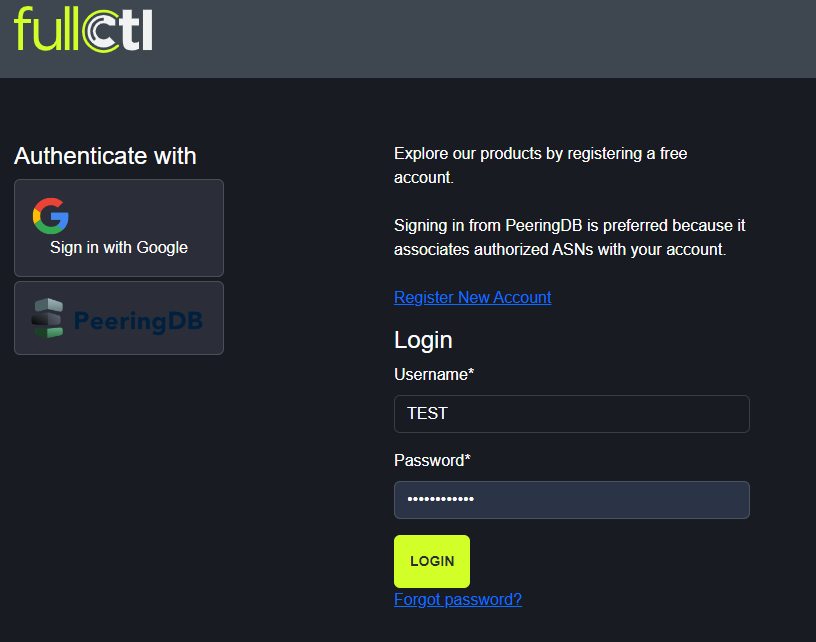 fullctl
Authenticate with
Sign in with Google
PeeringDB
Explore our products by registering a free
account.
Signing in from PeeringDB is preferred because it
associates authorized ASNs with your account.
Register New Account
Login
Username*
TEST
Password*
••••••••••••
LOGIN
Forgot password?